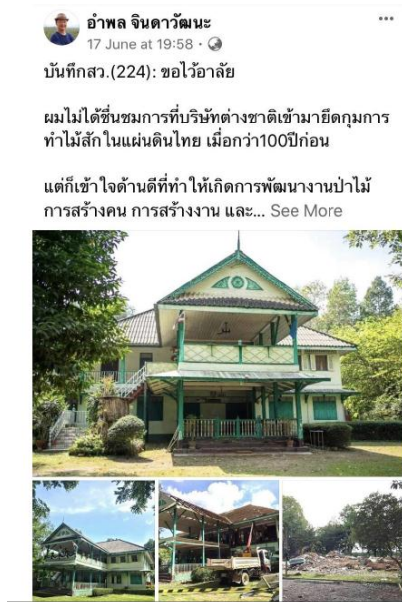 อำพล จินดาวัฒนะ
17 June at 19:58 ·
บันทึกสว.(224): ขอไว้อาลัย
ผมไม่ได้ชื่นชมการที่บริษัทต่างชาติเข้ามายึดกุมการ
ทำไม้สักในแผ่นดินไทย เมื่อกว่า100ปีก่อน
แต่ก็เข้าใจด้านดีที่ทำให้เกิดการพัฒนางานป่าไม้
การสร้างคน การสร้างงาน และ... See More